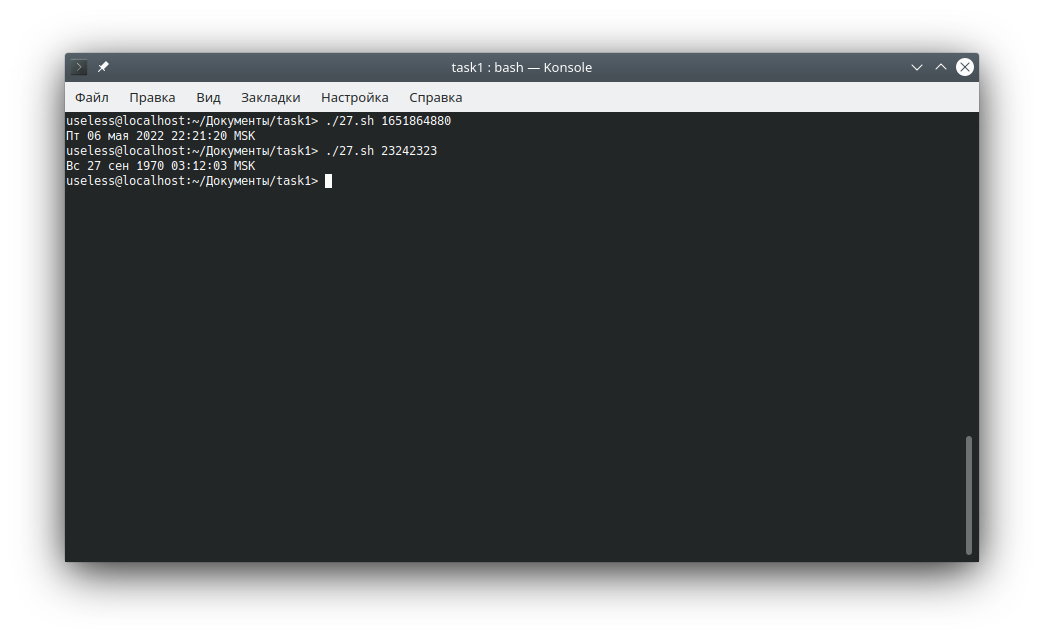 task1 : bash — Konsole
Файл Правка Вид Закладки Настройка Справка
useless@localhost:~/Документы/task1> ./27.sh 1651864880
Пт 06 мая 2022 22:21:20 MSK
useless@localhost:~/Документы/task1> ./27.sh 23242323
Вс 27 сен 1970 03:12:03 MSK
useless@localhost:~/Документы/task1>